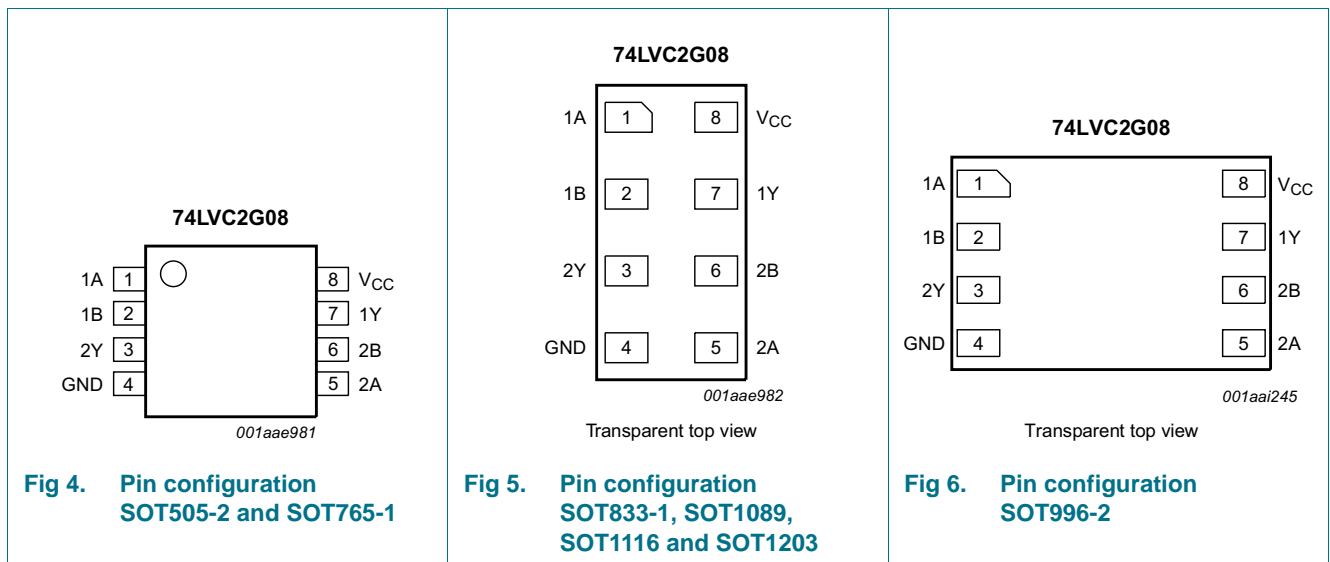 74LVC2G08
1A 1 8 VCC
1B 2 7 1Y
2Y 3 6 2B
GND 4 5 2A
001aae981
Fig 4. Pin configuration
SOT505-2 and SOT765-1
74LVC2G08
1A 1 8 VCC
1B 2 7 1Y
2Y 3 6 2B
GND 4 5 2A
001aae982
Transparent top view
Fig 5. Pin configuration
SOT833-1, SOT1089,
SOT1116 and SOT1203
74LVC2G08
1A 1 8 VCC
1B 2 7 1Y
2Y 3 6 2B
GND 4 5 2A
001aai245
Transparent top view
Fig 6. Pin configuration
SOT996-2